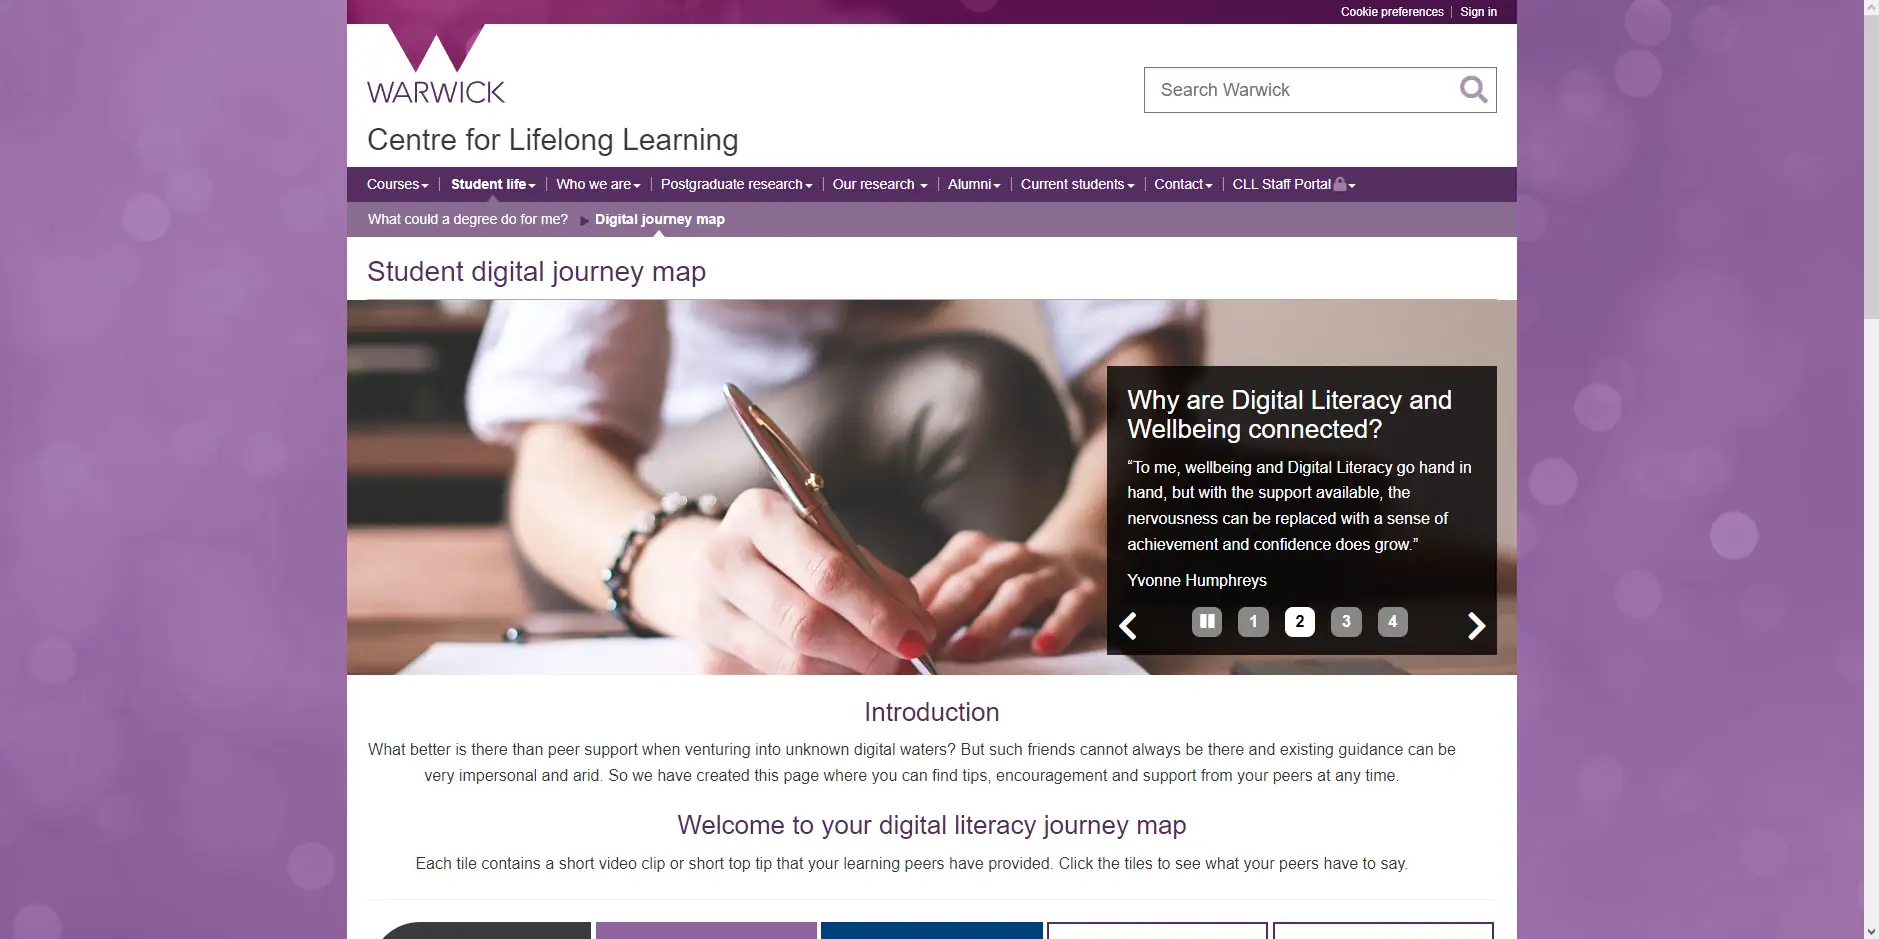 Cookie preferences | Sign in
WARWICK
Search Warwick
Centre for Lifelong Learning
Courses | Student life | Who we are | Postgraduate research | Our research | Alumni | Current students | Contact | CLL Staff Portal
What could a degree do for me? Digital journey map
Student digital journey map
Why are Digital Literacy and
Wellbeing connected?
“To me, wellbeing and Digital Literacy go hand in
hand, but with the support available, the
nervousness can be replaced with a sense of
achievement and confidence does grow.”
Yvonne Humphreys
1 2 3 4
Introduction
What better is there than peer support when venturing into unknown digital waters? But such friends cannot always be there and existing guidance can be
very impersonal and arid. So we have created this page where you can find tips, encouragement and support from your peers at any time.
Welcome to your digital literacy journey map
Each tile contains a short video clip or short top tip that your learning peers have provided. Click the tiles to see what your peers have to say.